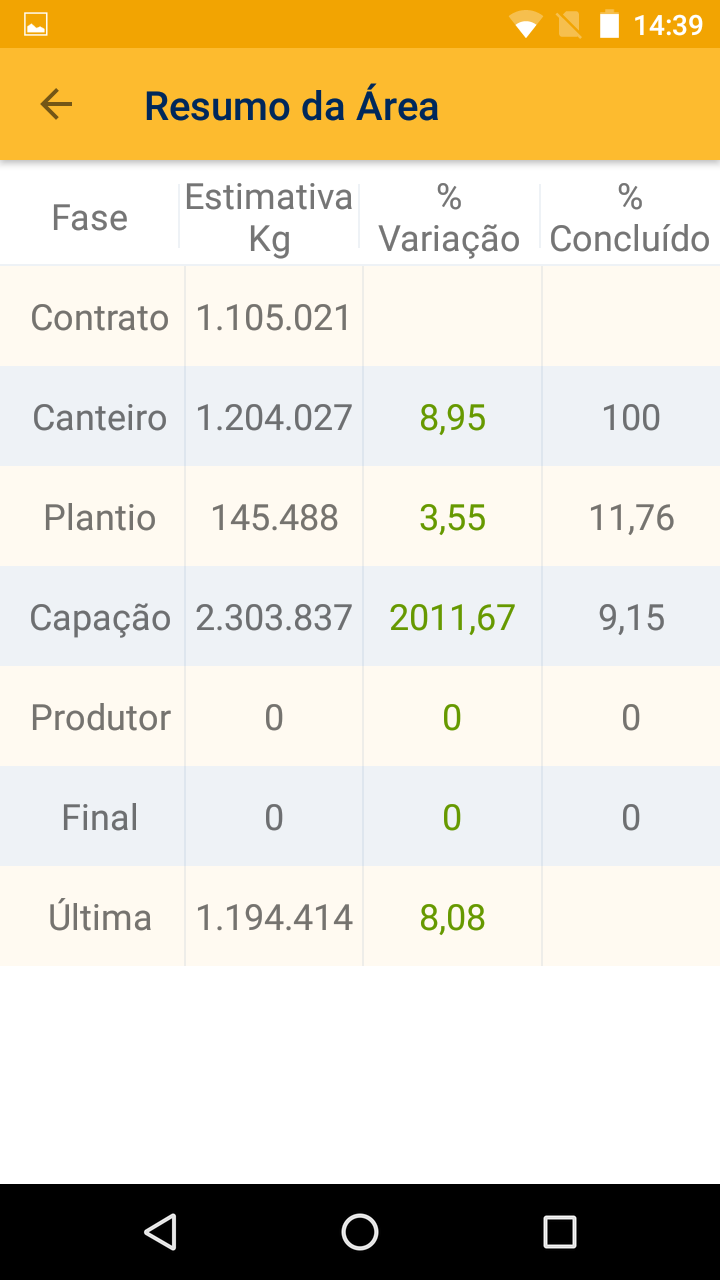 14:39
Resumo da Área
Fase Estimativa Kg % Variação % Concluído
Contrato 1.105.021
Canteiro 1.204.027 8,95 100
Plantio 145.488 3,55 11,76
Capação 2.303.837 2011,67 9,15
Produtor 0 0 0
Final 0 0 0
Última 1.194.414 8,08